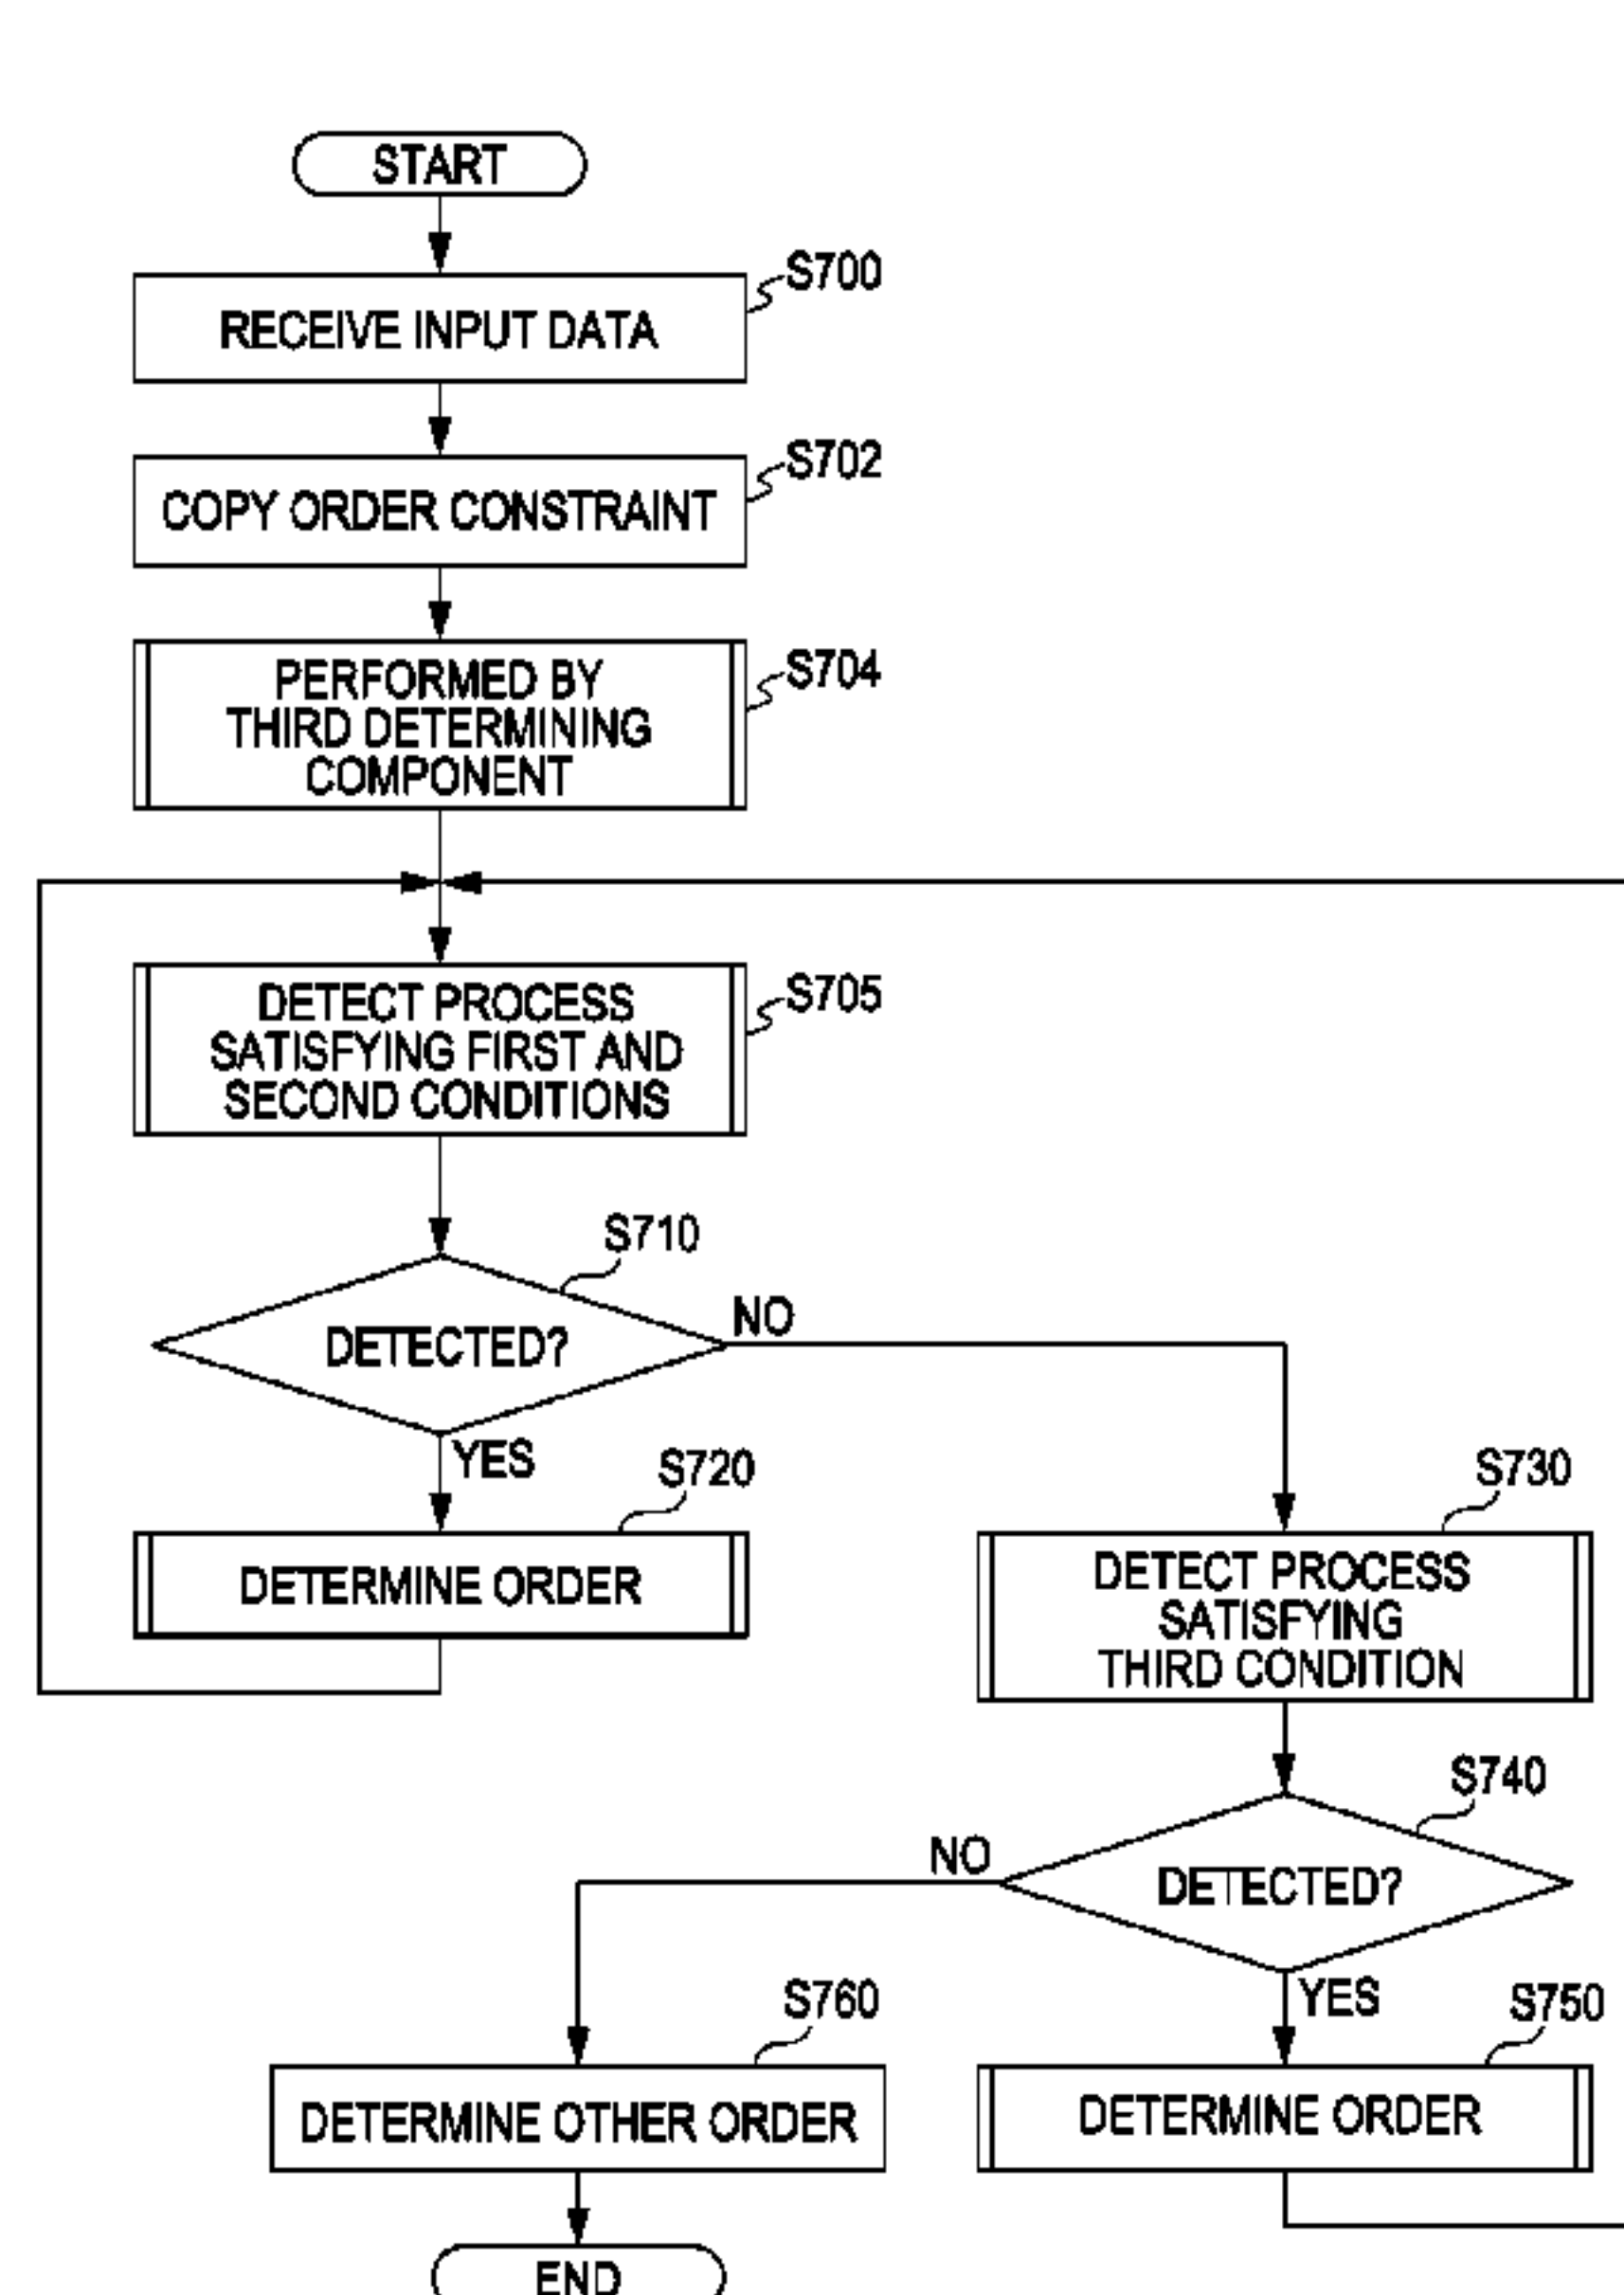 START
S700
RECEIVE INPUT DATA
S702
COPY ORDER CONSTRAINT
S704
PERFORMED BY
THIRD DETERMINING
COMPONENT
S705
DETECT PROCESS
SATISFYING FIRST AND
SECOND CONDITIONS
S710
DETECTED?
NO
YES
S720
DETERMINE ORDER
S730
DETECT PROCESS
SATISFYING
THIRD CONDITION
S740
DETECTED?
NO
YES
S760
DETERMINE OTHER ORDER
S750
DETERMINE ORDER
END